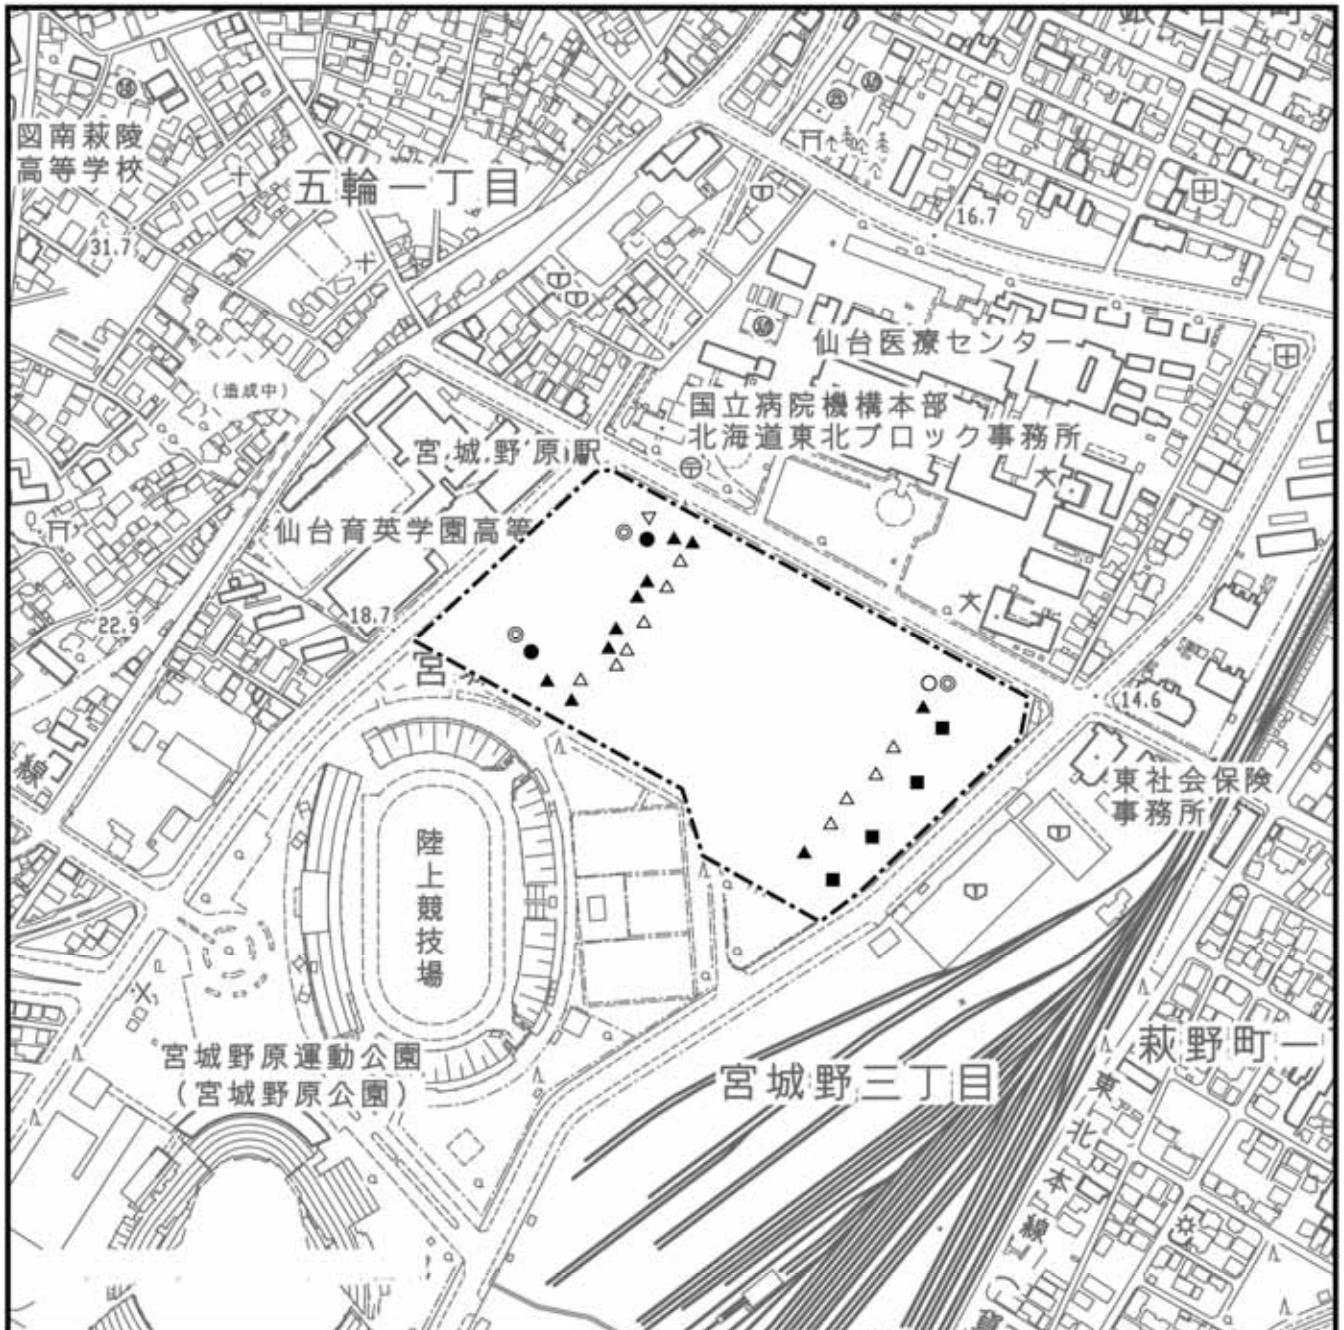 図南萩陵
高等学校
五輪一丁目
31.7
16.7
(造成中)
仙台医療センター
国立病院機構本部
北海道東北ブロック事務所
宮城野原駅
仙台育英学園高等
22.9
18.7
宮
14.6
線
東社会保険
事務所
陸上競技場
宮城野原運動公園
(宮城野原公園)
宮城野三丁目
萩野町一
東北本線